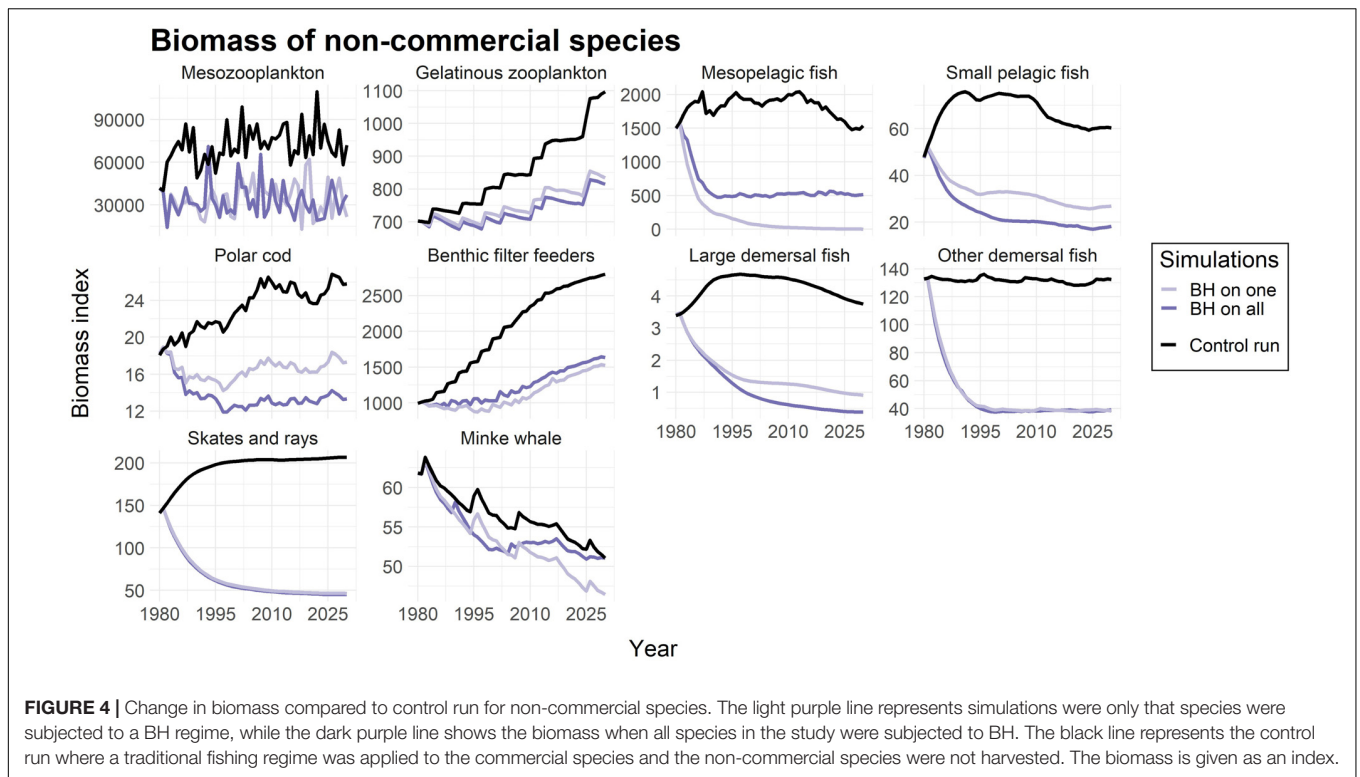 Biomass of non-commercial species
Mesozooplankton
Gelatinous zooplankton
Mesopelagic fish
Small pelagic fish
90000
60000
30000
1100
1000
900
800
700
2000
1500
1000
500
0
60
40
20
Polar cod
Benthic filter feeders
Large demersal fish
Other demersal fish
24
20
16
12
2500
2000
1500
1000
4
3
2
1
140
120
100
80
60
40
1980
1995
2010
2025
1980
1995
2010
2025
Skates and rays
Minke whale
200
150
100
50
60
55
50
1980
1995
2010
2025
1980
1995
2010
2025
Biomass index
Year
Simulations
BH on one
BH on all
Control run
FIGURE 4 | Change in biomass compared to control run for non-commercial species. The light purple line represents simulations were only that species were
subjected to a BH regime, while the dark purple line shows the biomass when all species in the study were subjected to BH. The black line represents the control
run where a traditional fishing regime was applied to the commercial species and the non-commercial species were not harvested. The biomass is given as an index.